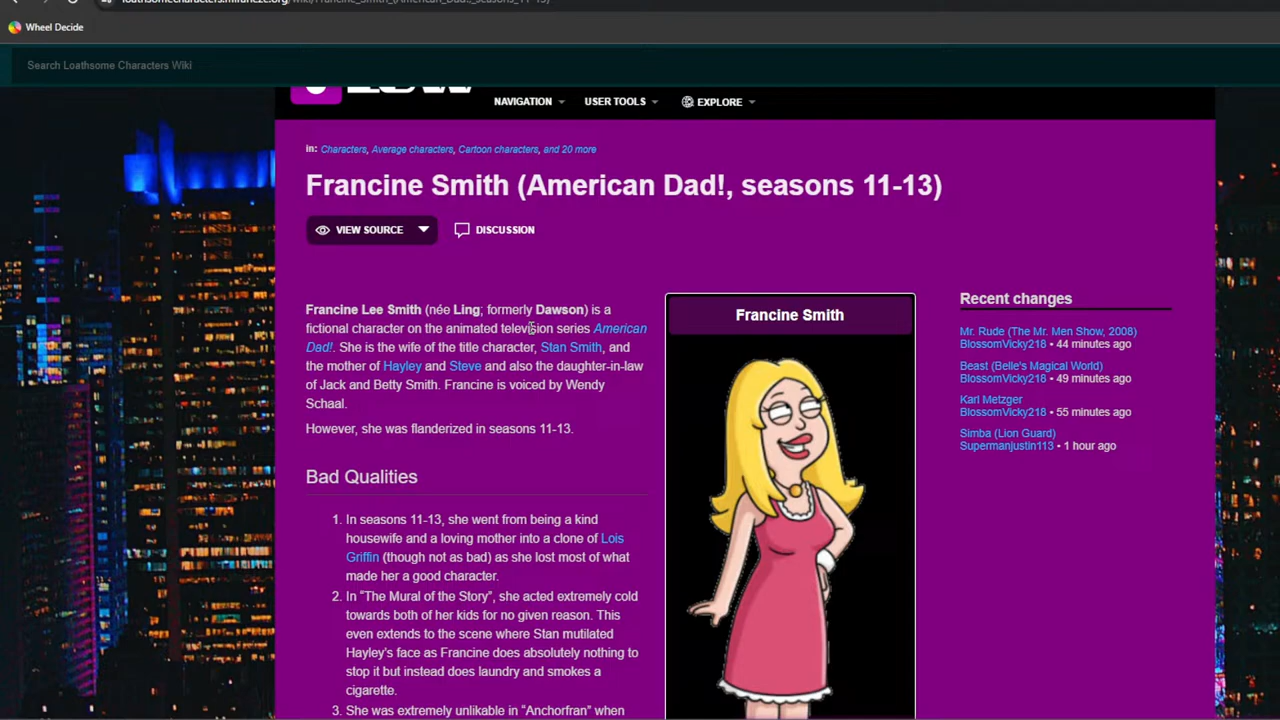 Wheel Decide
Search Loathsome Characters Wiki
NAVIGATION
USER TOOLS
EXPLORE
in: Characters, Average characters, Cartoon characters, and 20 more
Francine Smith (American Dad!, seasons 11-13)
VIEW SOURCE
DISCUSSION
Francine Lee Smith (née Ling; formerly Dawson) is a
fictional character on the animated television series American
Dad!. She is the wife of the title character, Stan Smith, and
the mother of Hayley and Steve and also the daughter-in-law
of Jack and Betty Smith. Francine is voiced by Wendy
Schaal.
However, she was flanderized in seasons 11-13.
Bad Qualities
1. In seasons 11-13, she went from being a kind
housewife and a loving mother into a clone of Lois
Griffin (though not as bad) as she lost most of what
made her a good character.
2. In “The Mural of the Story”, she acted extremely cold
towards both of her kids for no given reason. This
even extends to the scene where Stan mutilated
Hayley's face as Francine does absolutely nothing to
stop it but instead does laundry and smokes a
cigarette.
3. She was extremely unlikable in “Anchorfran” when
Francine Smith
Recent changes
Mr. Rude (The Mr. Men Show, 2008)
BlossomVicky218 • 44 minutes ago
Beast (Belle's Magical World)
BlossomVicky218 • 49 minutes ago
Karl Metzger
BlossomVicky218 • 55 minutes ago
Simba (Lion Guard)
Supermanjustin113 • 1 hour ago